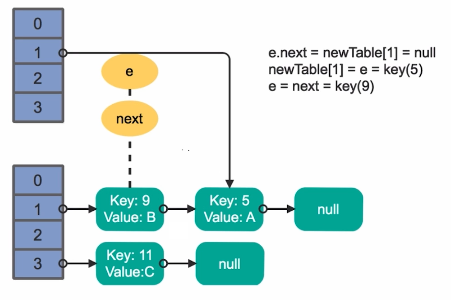 0
1
2
3
e
next
e.next = newTable[1] = null
newTable[1] = e = key(5)
e = next = key(9)
0
1
2
3
Key: 9
Value: B
Key: 5
Value: A
null
Key: 11
Value:C
null